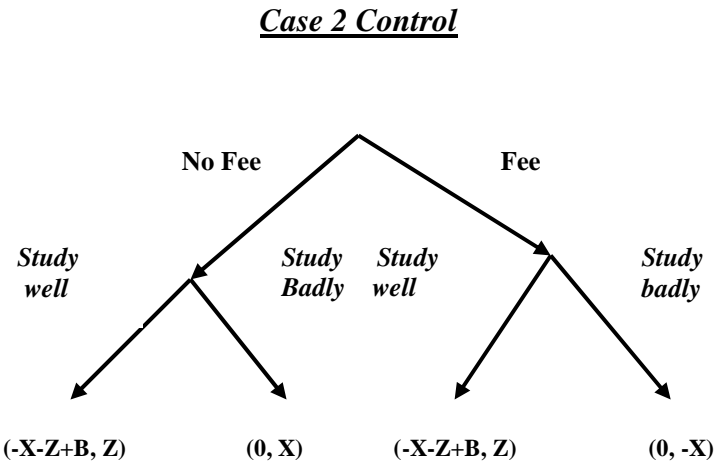 Case 2 Control
No Fee
Fee
Study
well
Study
Badly
Study
well
Study
badly
(-X-Z+B, Z)
(0, X)
(-X-Z+B, Z)
(0, -X)